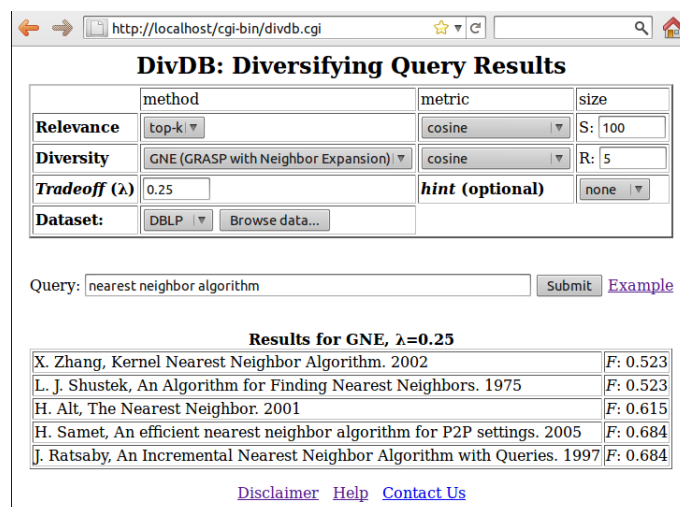 http://localhost/cgi-bin/divdb.cgi
DivDB: Diversifying Query Results
method metric size
Relevance top-k cosine S: 100
Diversity GNE (GRASP with Neighbor Expansion) cosine R: 5
Tradeoff (λ) 0.25 hint (optional) none
Dataset: DBLP Browse data...
Query: nearest neighbor algorithm Submit Example
Results for GNE, λ=0.25
X. Zhang, Kernel Nearest Neighbor Algorithm. 2002 F: 0.523
L. J. Shustek, An Algorithm for Finding Nearest Neighbors. 1975 F: 0.523
H. Alt, The Nearest Neighbor. 2001 F: 0.615
H. Samet, An efficient nearest neighbor algorithm for P2P settings. 2005 F: 0.684
J. Ratsaby, An Incremental Nearest Neighbor Algorithm with Queries. 1997 F: 0.684
Disclaimer Help Contact Us